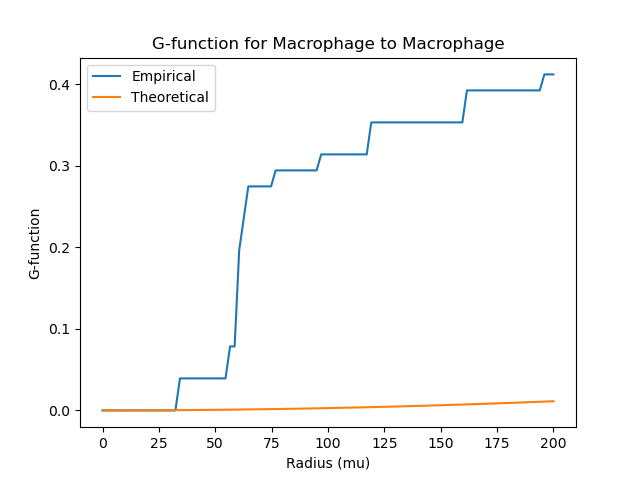 G-function for Macrophage to Macrophage
Empirical
Theoretical
0.4
0.3
0.2
0.1
0.0
G-function
0 25 50 75 100 125 150 175 200
Radius (mu)